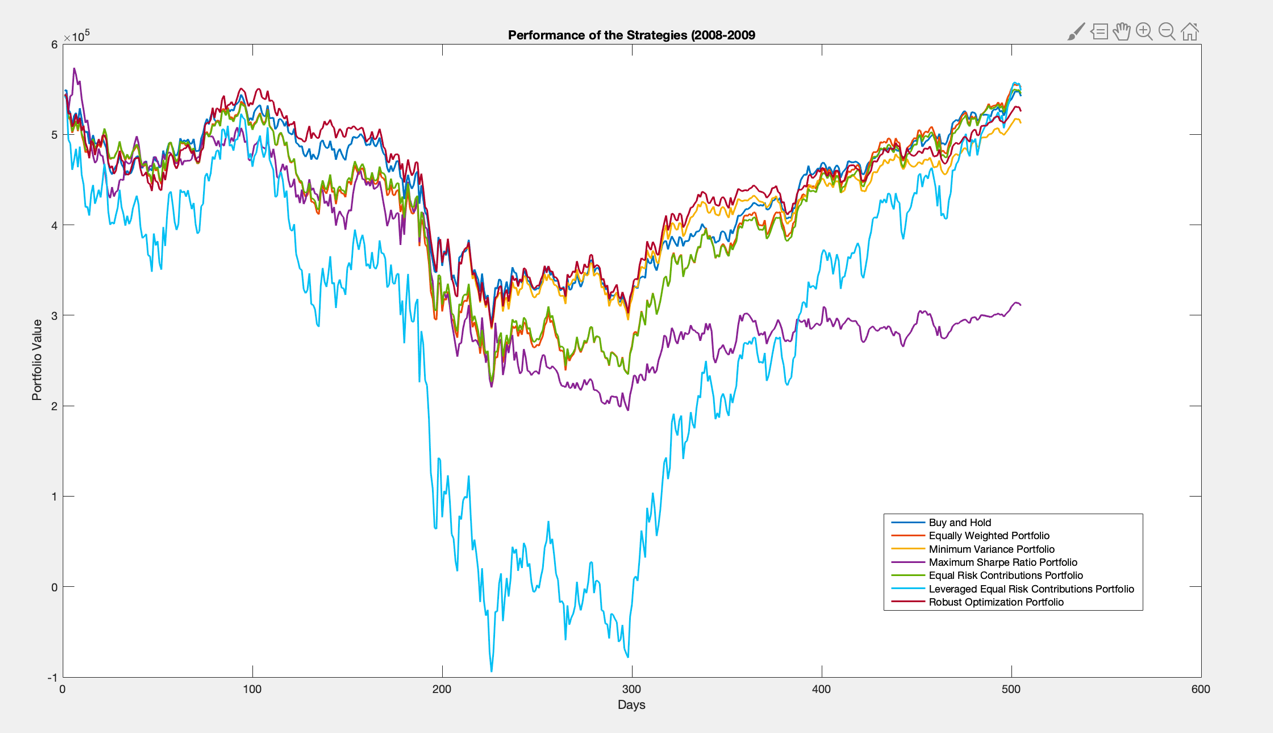 Performance of the Strategies (2008-2009
×10⁵
6
5
4
3
2
1
0
-1
Portfolio Value
0 100 200 300 400 500 600
Days
Buy and Hold
Equally Weighted Portfolio
Minimum Variance Portfolio
Maximum Sharpe Ratio Portfolio
Equal Risk Contributions Portfolio
Leveraged Equal Risk Contributions Portfolio
Robust Optimization Portfolio